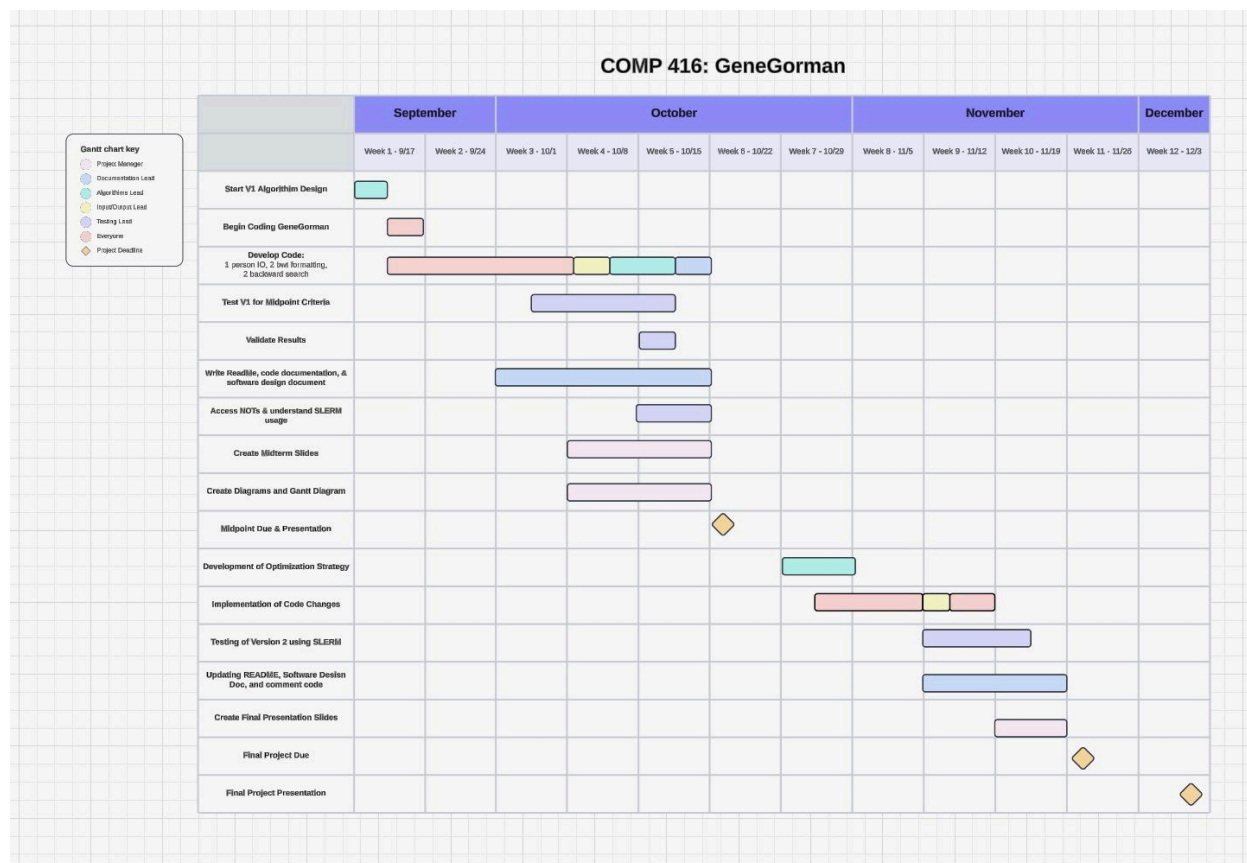 COMP 416: GeneGorman
September
October
November
December
Week 1 - 9/17
Week 2 - 9/24
Week 3 - 10/1
Week 4 - 10/8
Week 5 - 10/15
Week 6 - 10/22
Week 7 - 10/29
Week 8 - 11/5
Week 9 - 11/12
Week 10 - 11/19
Week 11 - 11/26
Week 12 - 12/3
Gantt chart key
Project Manager
Documentation Lead
Algorithms Lead
Input/Output Lead
Testing Lead
Everyone
Project Deadline
Start V1 Algorithim Design
Begin Coding GeneGorman
Develop Code:
1 person IO, 2 bwt formatting,
2 backward search
Test V1 for Midpoint Criteria
Validate Results
Write ReadMe, code documentation, &
software design document
Access NOTs & understand SLERM
usage
Create Midterm Slides
Create Diagrams and Gantt Diagram
Midpoint Due & Presentation
Development of Optimization Strategy
Implementation of Code Changes
Testing of Version 2 using SLERM
Updating README, Software Design
Doc, and comment code
Create Final Presentation Slides
Final Project Due
Final Project Presentation